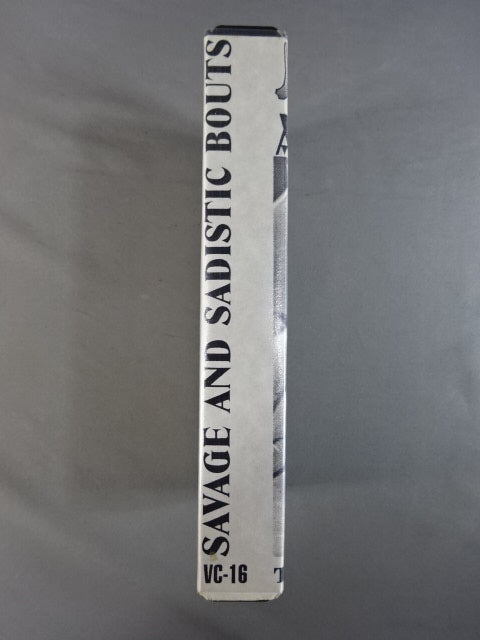 SAVAGE AND SADISTIC BOUTS
VC-16